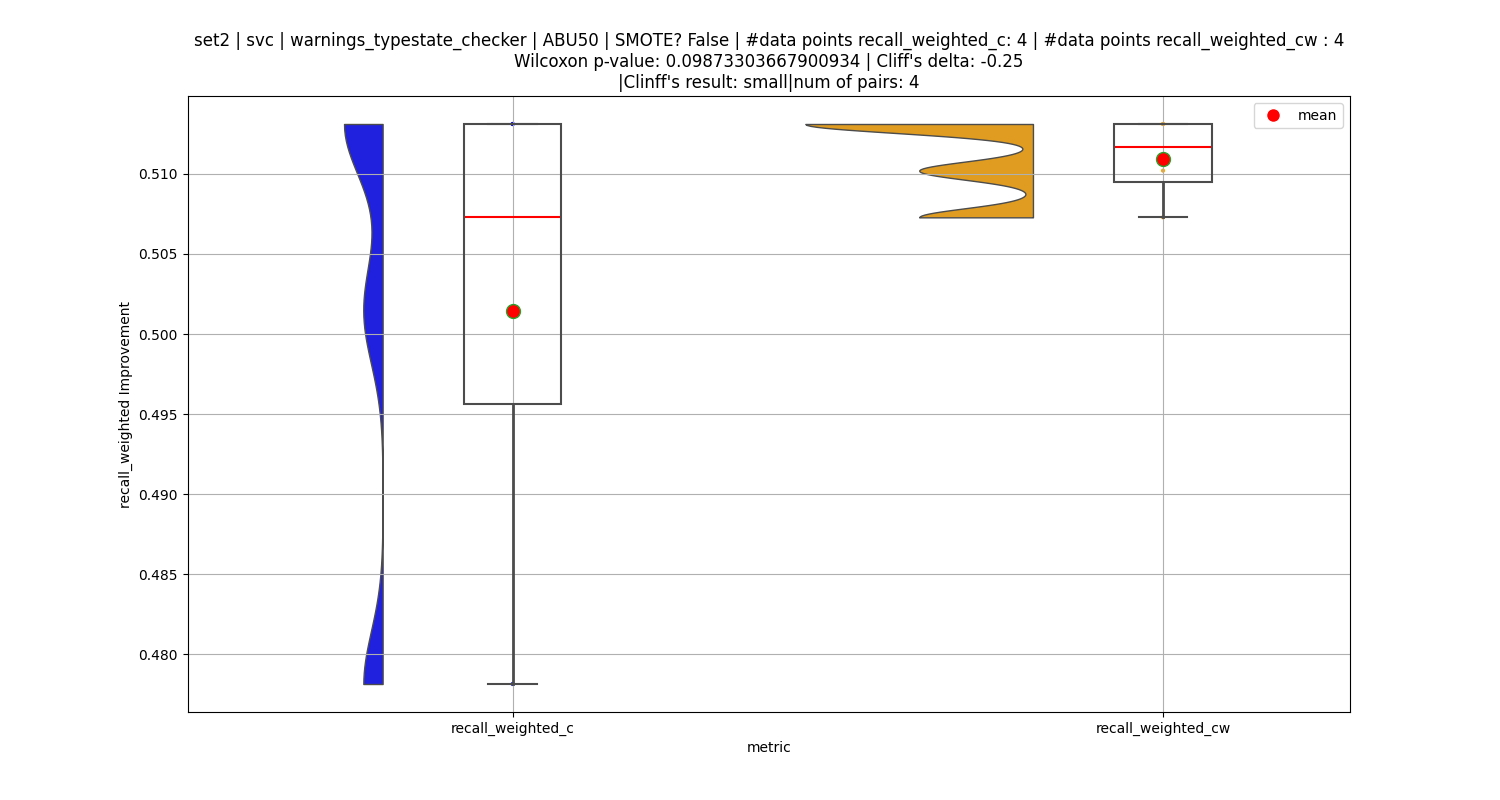 set2 | svc | warnings_typestate_checker | ABU50 | SMOTE? False | #data points recall_weighted_c: 4 | #data points recall_weighted_cw : 4
Wilcoxon p-value: 0.09873303667900934 | Cliff's delta: -0.25
|Clinff's result: small|num of pairs: 4
mean
0.510
0.505
0.500
0.495
0.490
0.485
0.480
recall_weighted Improvement
recall_weighted_c
recall_weighted_cw
metric